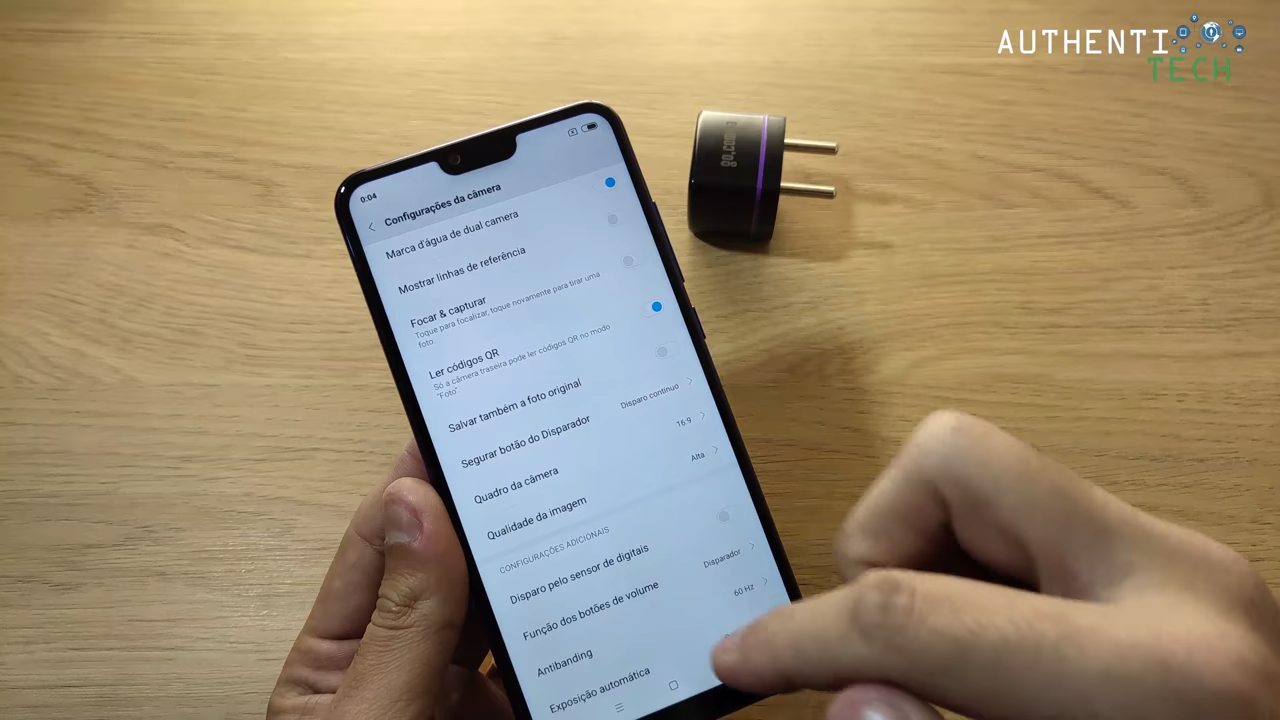 AUTHENTI
TECH
0:04
Configurações da câmera
Marca d'água de dual camera
Mostrar linhas de referência
Focar & capturar
Toque para focalizar, toque novamente para tirar uma
foto.
Ler códigos QR
Só a câmera traseira pode ler códigos QR no modo
"Foto"
Salvar também a foto original
Segurar botão do Disparador Disparo contínuo
Quadro da câmera 16:9
Qualidade da imagem Alta
CONFIGURAÇÕES ADICIONAIS
Disparo pelo sensor de digitais
Função dos botões de volume Disparador
Antibanding 60 Hz
Exposição automática